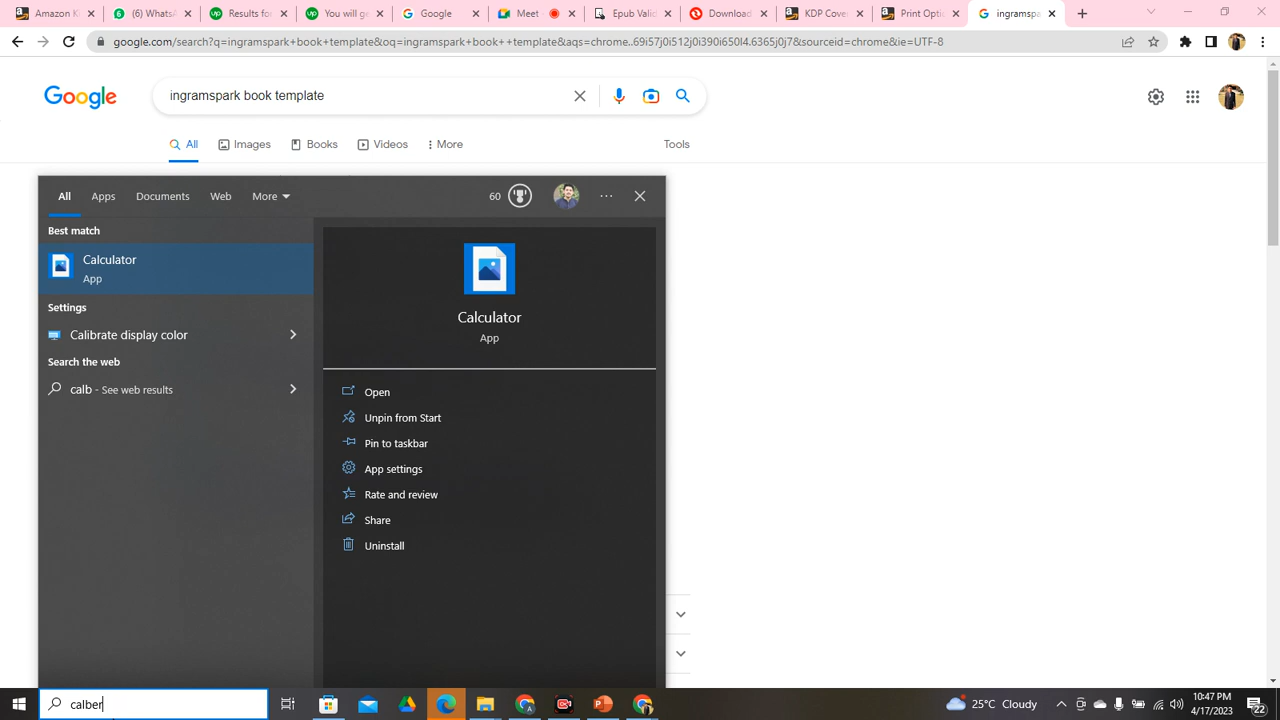 Amazon K
(6) WhatsA
Results fo
You will ge
Google
Meet
Epub Val
Download
KDP Cove
Print Optio
ingramspa
google.com/search?q=ingramspark+book+template&oq=ingramspark+book++template&aqs=chrome..69i57j0i512j0i390i650l4.6365j0j7&sourceid=chrome&ie=UTF-8
Google
ingramspark book template
All
Images
Books
Videos
More
Tools
All
Apps
Documents
Web
More
60
Best match
Calculator
App
Settings
Calibrate display color
Search the web
calb - See web results
Calculator
App
Open
Unpin from Start
Pin to taskbar
App settings
Rate and review
Share
Uninstall
calber
25°C Cloudy
10:47 PM
4/17/2023
22